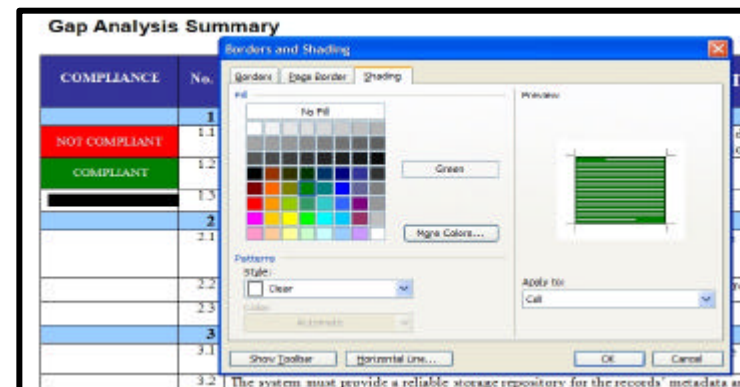 Gap Analysis Summary
Borders and Shading
COMPLIANCE No.
Borders Page Border Shading
Fill
Preview
No Fill
1
NOT COMPLIANT 1.1
Green
COMPLIANT 1.2
1.3
2
More Colors...
2.1
Patterns
Style:
Clear
Apply to:
2.2
Cell
Color:
Automatic
2.3
3
3.1
Show Toolbar Horizontal Line... OK Cancel
3.2 The system must provide a reliable storage repository for the records' metadata